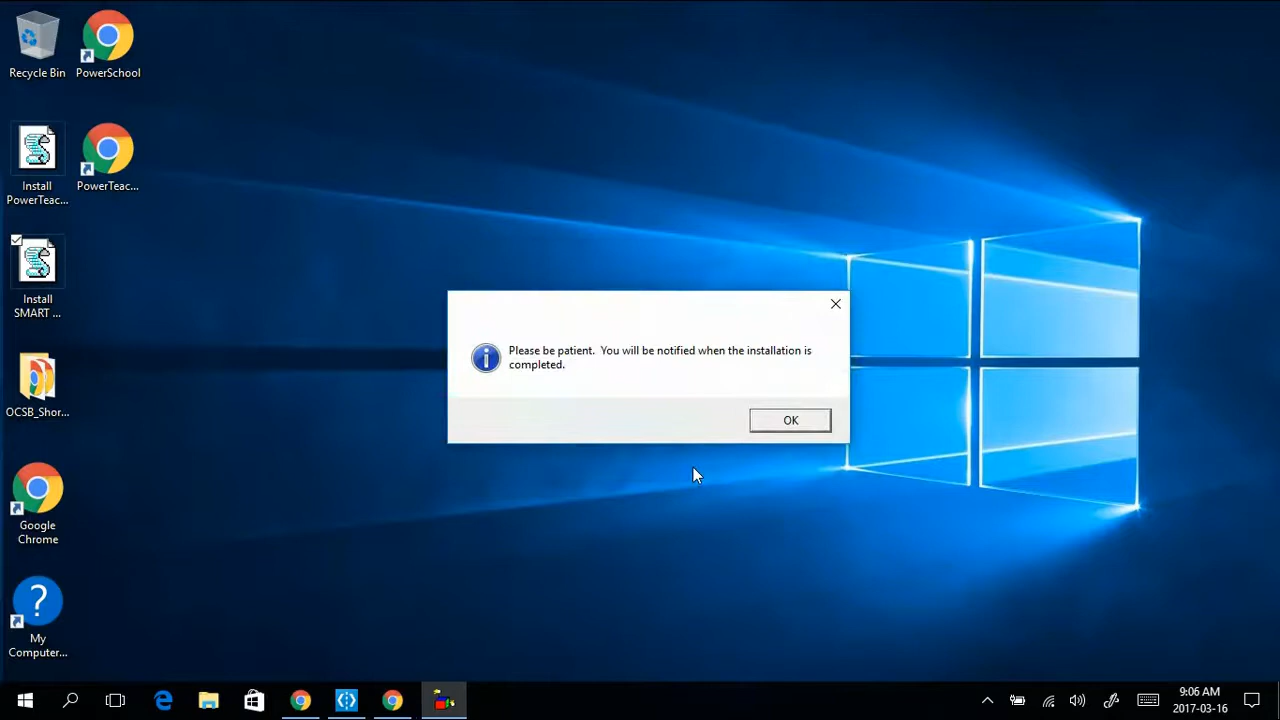 Recycle Bin
PowerSchool
Install
PowerTeac...
PowerTeac...
Install
SMART ...
OCSB_Shor...
Google
Chrome
My
Computer...
Please be patient.  You will be notified when the installation is
completed.
OK
9:06 AM
2017-03-16